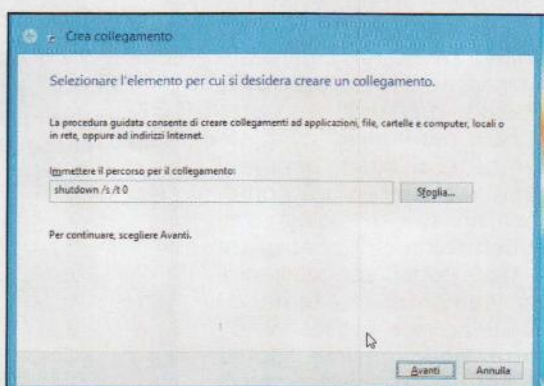 Crea collegamento
Selezionare l'elemento per cui si desidera creare un collegamento.
La procedura guidata consente di creare collegamenti ad applicazioni, file, cartelle e computer, locali o
in rete, oppure ad indirizzi Internet.
Immettere il percorso per il collegamento:
shutdown /s /t 0
Sfoglia...
Per continuare, scegliere Avanti.
Avanti
Annulla